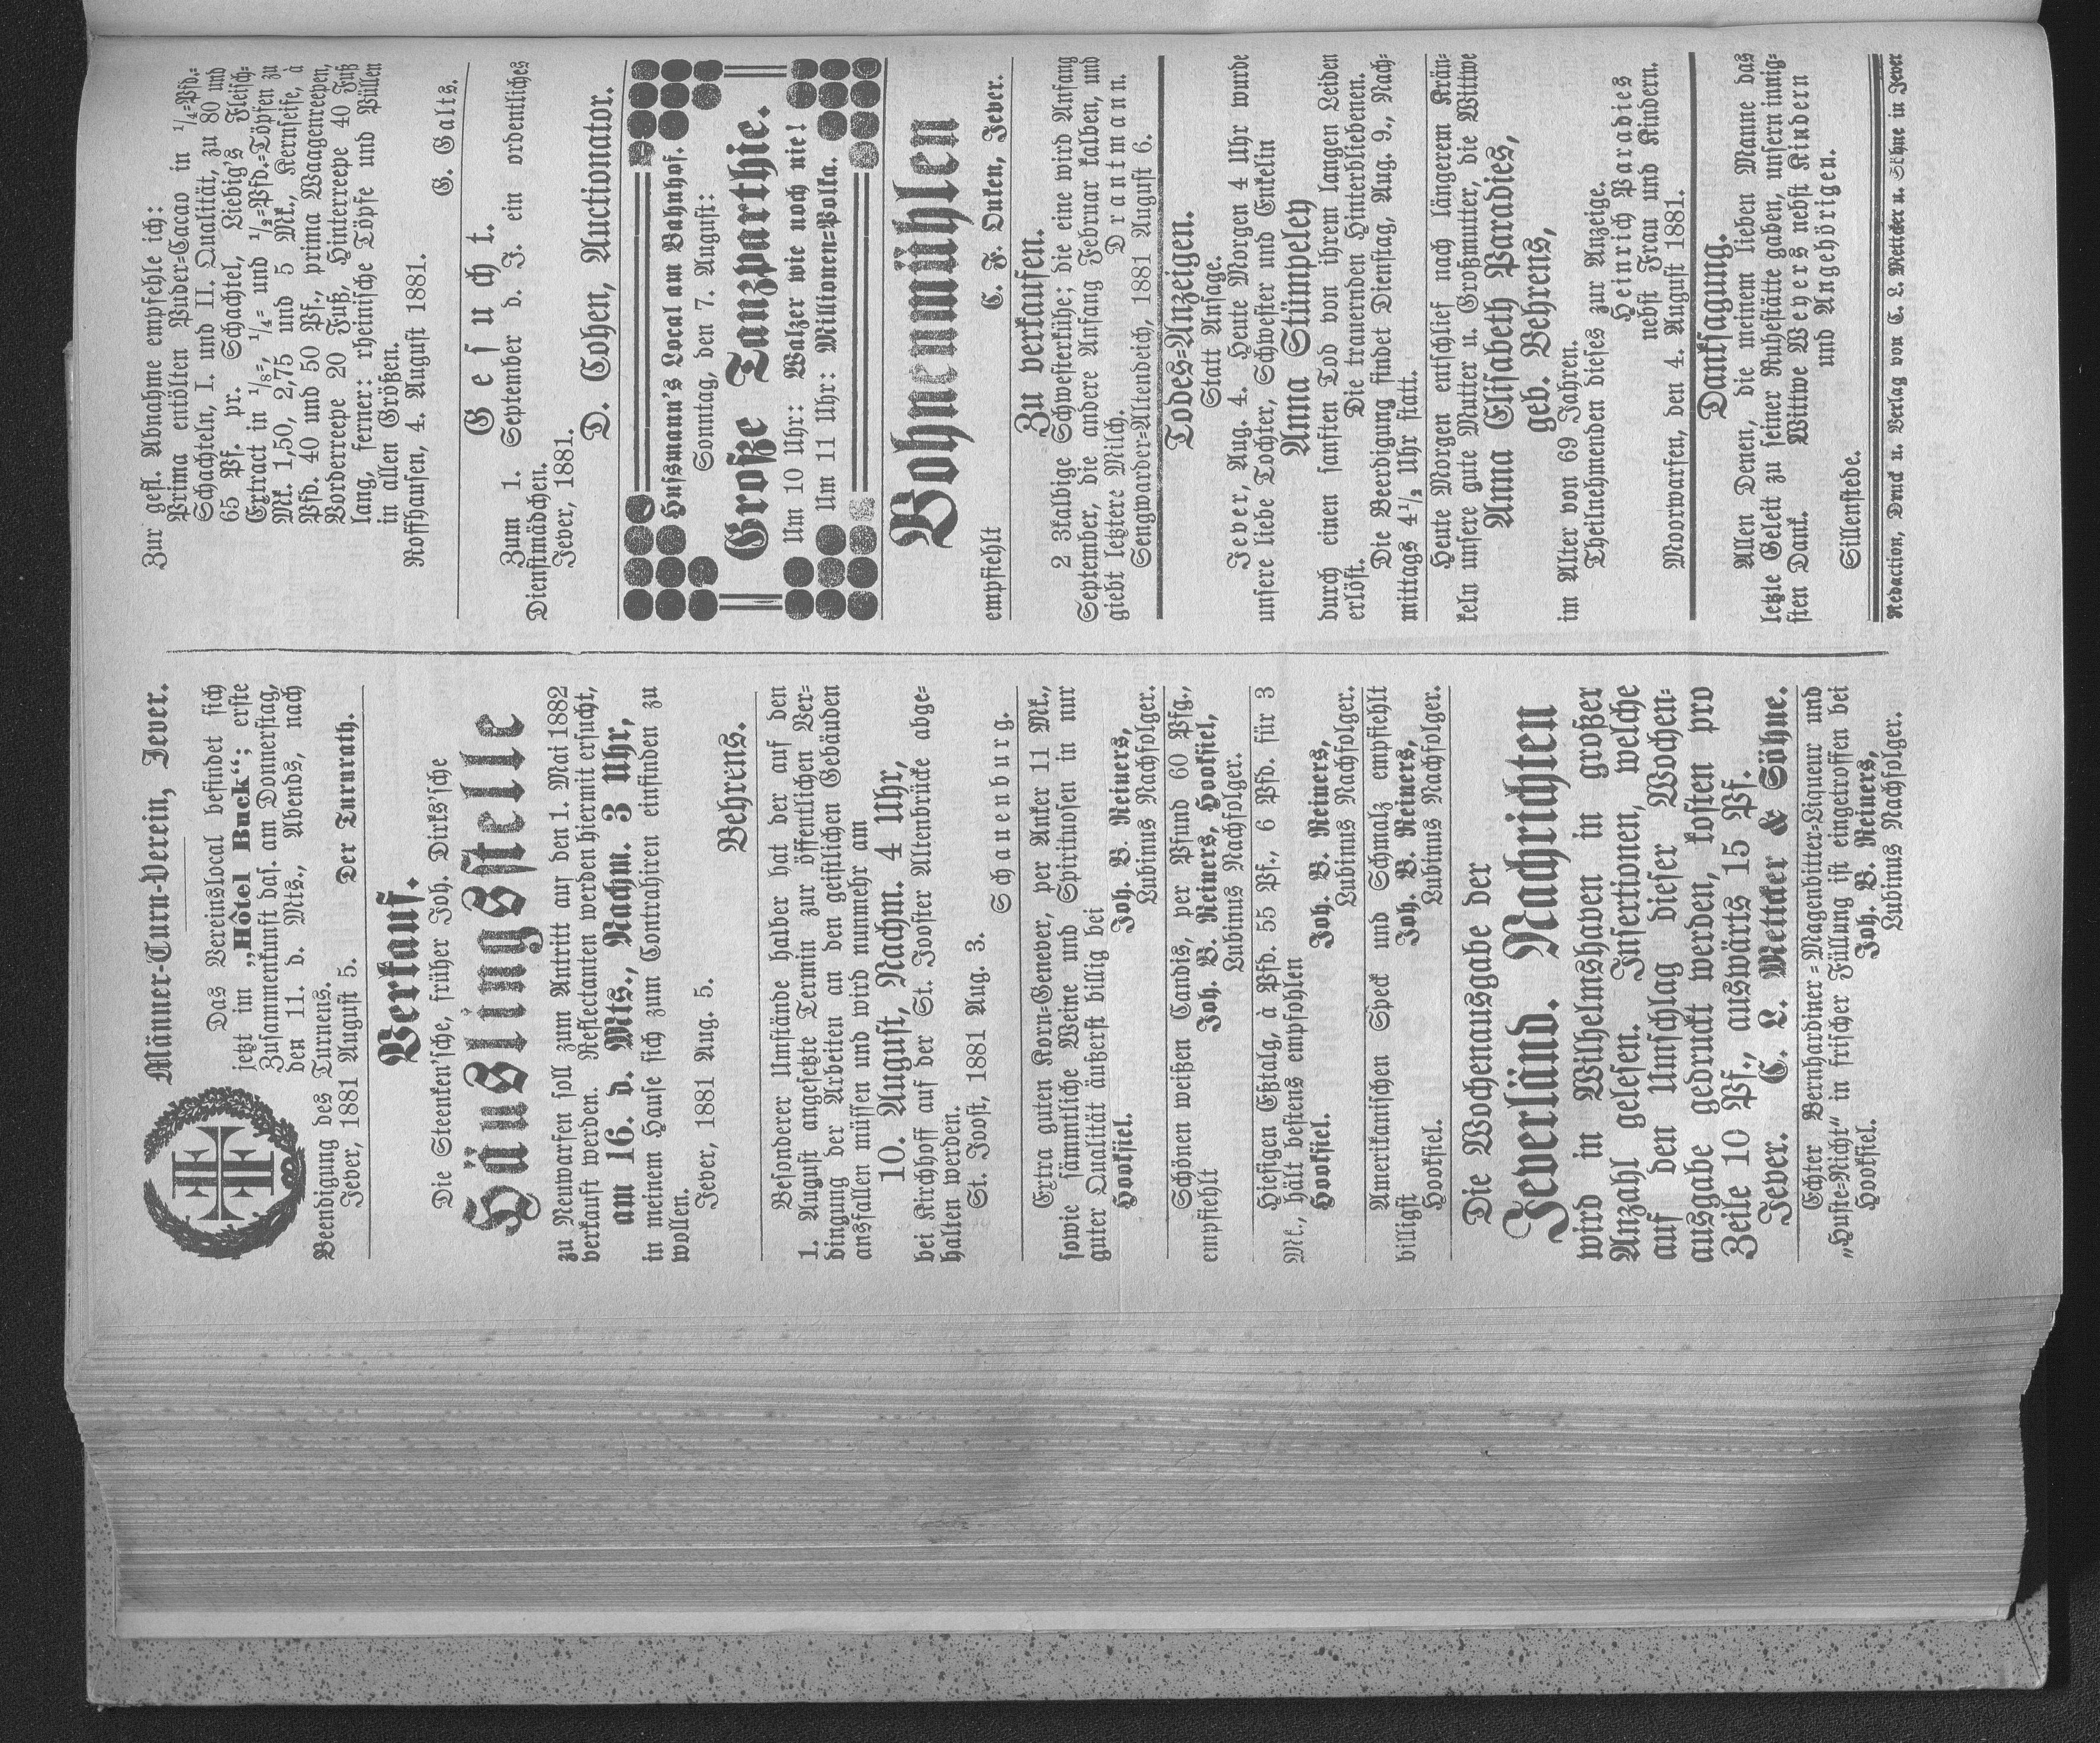 Männer-Turn-Verein, Jever.
Das Vereinslocal befindet sich
jetzt im „Hôtel Buck“; erste
Zusammenkunft das. am Donnerstag,
den 11. d. Mts., Abends, nach
Beendigung des Turnens.
Jever, 1881 August 5. Der Turnrath.
Verkauf.
Die Steenken'sche, früher Joh. Dirks'sche
Häuslingsstelle
zu Neuwarfen soll zum Antritt auf den 1. Mai 1882
verkauft werden. Reflectanten werden hiermit ersucht,
am 16. d. Mts., Nachm. 3 Uhr,
in meinem Hause sich zum Contrahiren einfinden zu
wollen.
Jever, 1881 Aug. 5. Behrens.
Besonderer Umstände halber hat der auf den
1. August angesetzte Termin zur öffentlichen Ver-
dingung der Arbeiten an den geistlichen Gebäuden
ausfallen müssen und wird nunmehr am
10. August, Nachm. 4 Uhr,
bei Kirchhoff auf der St. Jooster Altenbrücke abge-
halten werden.
St. Joost, 1881 Aug. 3.
Schauenburg.
Extra guten Korn-Genever, per Anker 11 Mk.,
sowie sämmtliche Weine und Spirituosen in nur
guter Qualität äußerst billig bei
Hooksiel. Joh. B. Reiners,
Lubinus Nachfolger.
Schönen weißen Candis, per Pfund 60 Pfg.,
empfiehlt Joh. B. Reiners, Hooksiel,
Lubinus Nachfolger.
Hiesigen Eßtalg, à Pfd. 55 Pf., 6 Pfd. für 3
Mk., hält bestens empfohlen
Hooksiel. Joh. B. Reiners,
Lubinus Nachfolger.
Amerikanischen Speck und Schmalz empfiehlt
billigst Joh. B. Reiners,
Hooksiel. Lubinus Nachfolger.
Die Wochenausgabe der
Jeverländ. Nachrichten
wird in Wilhelmshaven in großer
Anzahl gelesen. Insertionen, welche
auf den Umschlag dieser Wochen-
ausgabe gedruckt werden, kosten pro
Zeile 10 Pf., auswärts 15 Pf.
Jever. C. L. Mettcker & Söhne.
Echter Bernhardiner-Magenbitter-Liqueur und
„Huste-Nicht“ in frischer Füllung ist eingetroffen bei
Hooksiel. Joh. B. Reiners,
Lubinus Nachfolger.
Zur gefl. Abnahme empfehle ich:
Prima entölten Puder-Cacao in 1/4-Pfd.-
Schachteln, I. und II. Qualität, zu 80 und
65 Pf. pr. Schachtel, Liebig's Fleisch-
Extract in 1/8-, 1/4- und 1/2-Pfd.-Töpfen zu
Mk. 1,50, 2,75 und 5 Mk., Kernseife, à
Pfd. 40 und 50 Pf., prima Waagenreepen,
Vorderreepe 20 Fuß, Hinterreepe 40 Fuß
lang, ferner: rheinische Töpfe und Püllen
in allen Größen.
Roffhausen, 4. August 1881.
G. Galts.
Gesucht.
Zum 1. September d. J. ein ordentliches
Dienstmädchen.
Jever, 1881.
D. Cohen, Auctionator.
Husmann's Local am Bahnhof.
Sonntag, den 7. August:
Große Tanzparthie.
Um 10 Uhr: Walzer wie noch nie!
Um 11 Uhr: Millionen-Polka.
Bohnenmühlen
empfiehlt C. F. Onken, Jever.
Zu verkaufen.
2 3kalbige Schwesterkühe; die eine wird Anfang
September, die andere Anfang Februar kalben, und
giebt letztere Milch. Drantmann.
Sengwarder-Altendeich, 1881 August 6.
Todes-Anzeigen.
Statt Ansage.
Jever, Aug. 4. Heute Morgen 4 Uhr wurde
unsere liebe Tochter, Schwester und Enkelin
Anna Stümpeley
durch einen sanften Tod von ihrem langen Leiden
erlöst. Die trauernden Hinterbliebenen.
Die Beerdigung findet Dienstag, Aug. 9., Nach-
mittags 4 1/2 Uhr statt.
Heute Morgen entschlief nach längerem Krän-
keln unsere gute Mutter u. Großmutter, die Wittwe
Anna Elisabeth Paradies,
geb. Behrens,
im Alter von 69 Jahren.
Theilnehmenden dieses zur Anzeige.
Heinrich Paradies
nebst Frau und Kindern.
Moorwarfen, den 4. August 1881.
Danksagung.
Allen Denen, die meinem lieben Manne das
letzte Geleit zu seiner Ruhestätte gaben, unsern innig-
sten Dank. Wittwe Weyers nebst Kindern
und Angehörigen.
Sillenstede.
Redaction, Druck u. Verlag von C. L. Mettcker u. Söhne in Jever